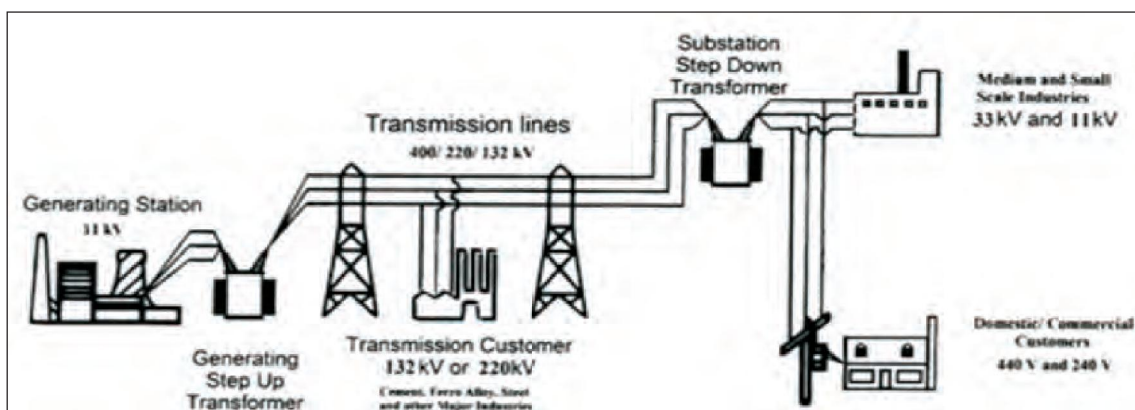 Substation
Step Down
Transformer
Medium and Small
Scale Industries
33kV and 11kV
Transmission lines
400/ 220/ 132 kV
Generating Station
11 kV
Generating
Step Up
Transformer
Transmission Customer
132kV or 220kV
Cement, Ferro Alloy, Steel
and other Major Industries
Domestic/ Commercial
Customers
440 V and 240 V